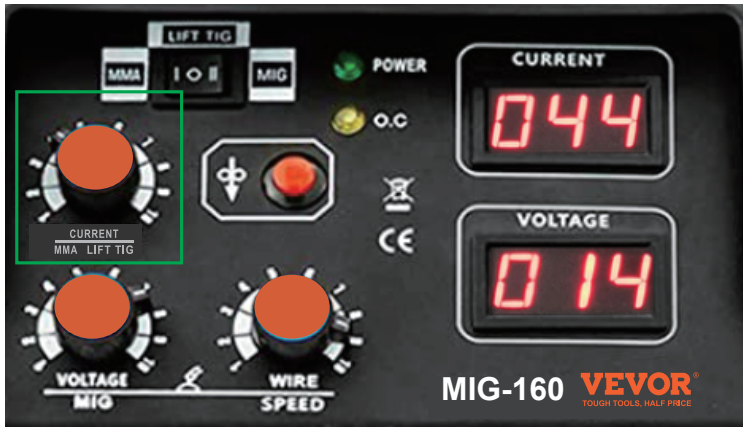 LIFT TIG
MMA
I O II
MIG
POWER
O.C
CURRENT
044
CURRENT
MMA LIFT TIG
CE
VOLTAGE
014
VOLTAGE
WIRE
MIG
SPEED
MIG-160
VEVOR®
TOUGH TOOLS, HALF PRICE